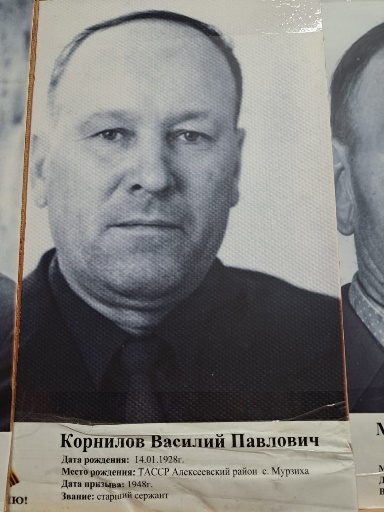 Корнилов Василий Павлович
Дата рождения: 14.01.1928г.
Место рождения: ТАССР Алексеевский район с. Мурзиха
Дата призыва: 1948г.
Звание: старший сержант